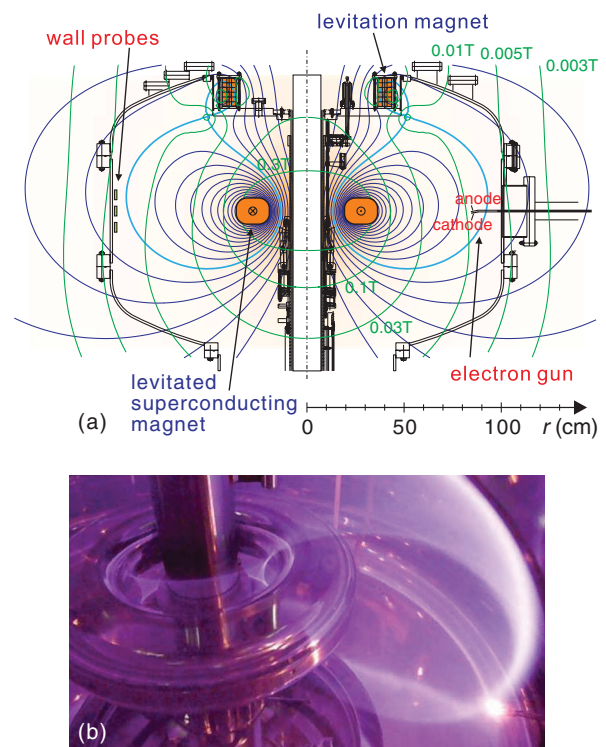 levitation magnet
wall probes
0.01T
0.005T
0.003T
0.3T
anode
cathode
0.1T
0.03T
electron gun
levitated
superconducting
magnet
(a)
0 50 100 r (cm)
(b)